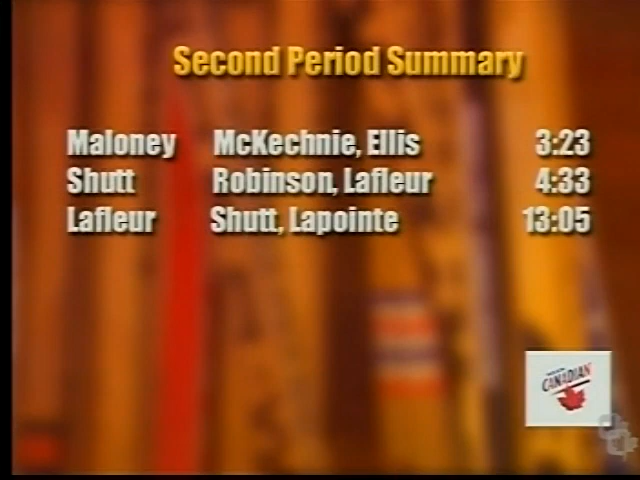 Second Period Summary
Maloney McKechnie, Ellis 3:23
Shutt Robinson, Lafleur 4:33
Lafleur Shutt, Lapointe 13:05
CANADIAN